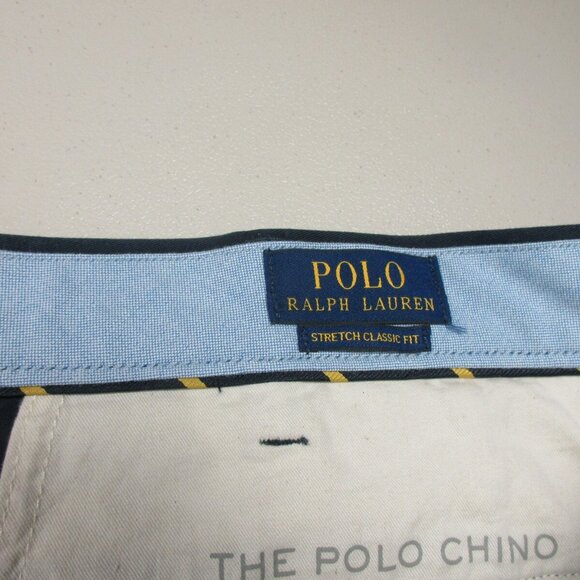 POLO
RALPH LAUREN
STRETCH CLASSIC FIT
THE POLO CHINO